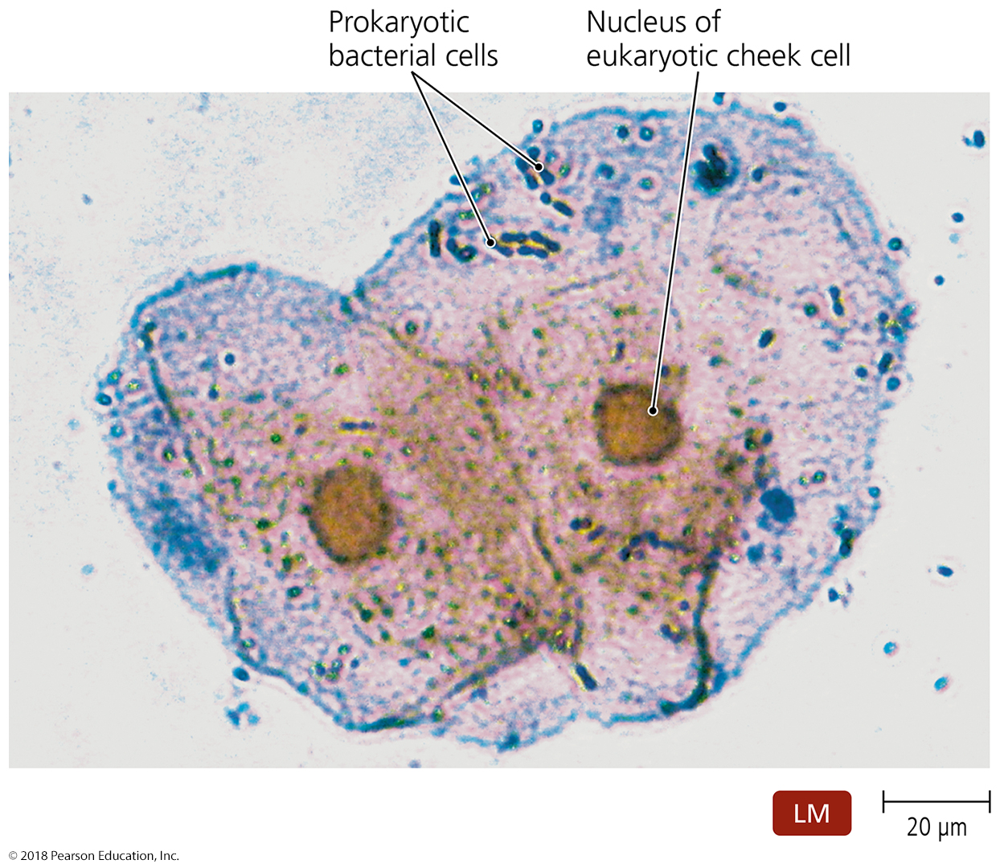 Prokaryotic
bacterial cells
Nucleus of
eukaryotic cheek cell
LM
20 µm
© 2018 Pearson Education, Inc.